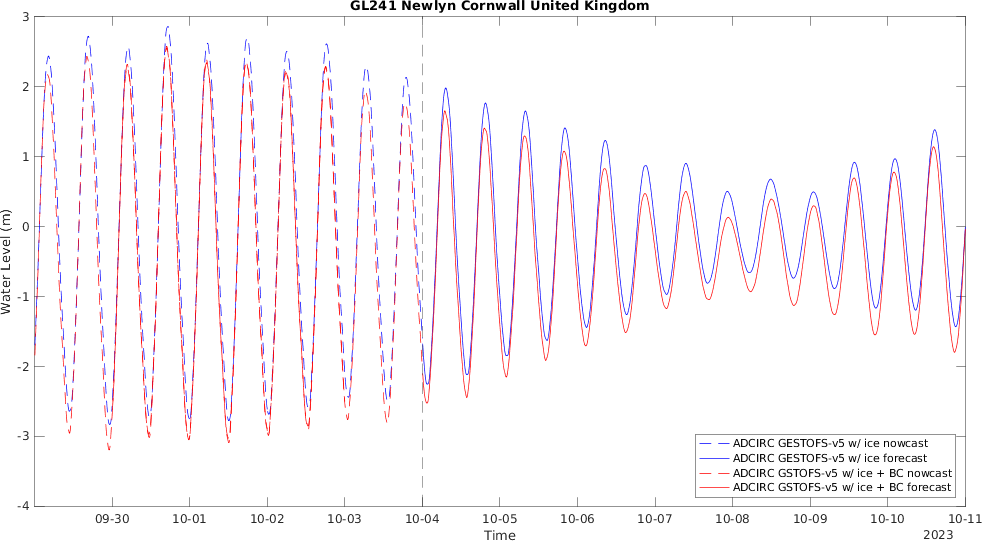 GL241 Newlyn Cornwall United Kingdom
3
2
1
0
-1
-2
-3
-4
Water Level (m)
ADCIRC GESTOFS-v5 w/ ice nowcast
ADCIRC GESTOFS-v5 w/ ice forecast
ADCIRC GSTOFS-v5 w/ ice + BC nowcast
ADCIRC GSTOFS-v5 w/ ice + BC forecast
09-30 10-01 10-02 10-03 10-04 10-05 10-06 10-07 10-08 10-09 10-10 10-11
Time
2023